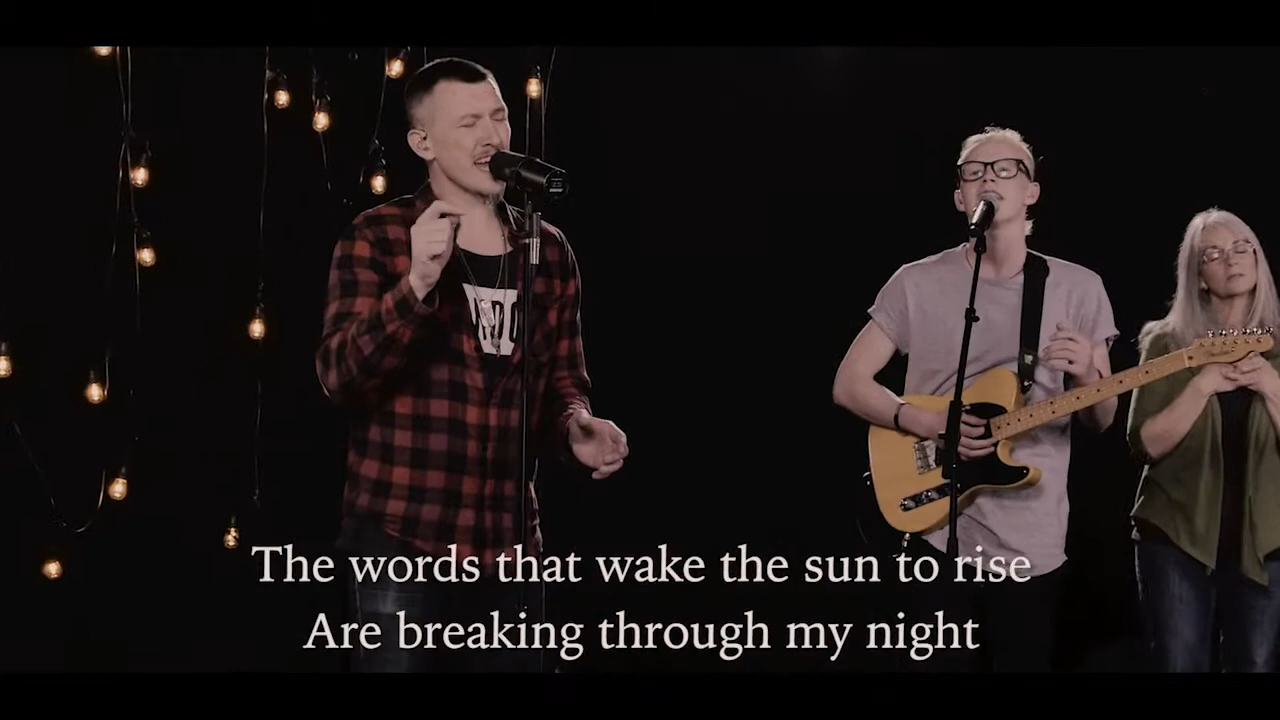 The words that wake the sun to rise
Are breaking through my night